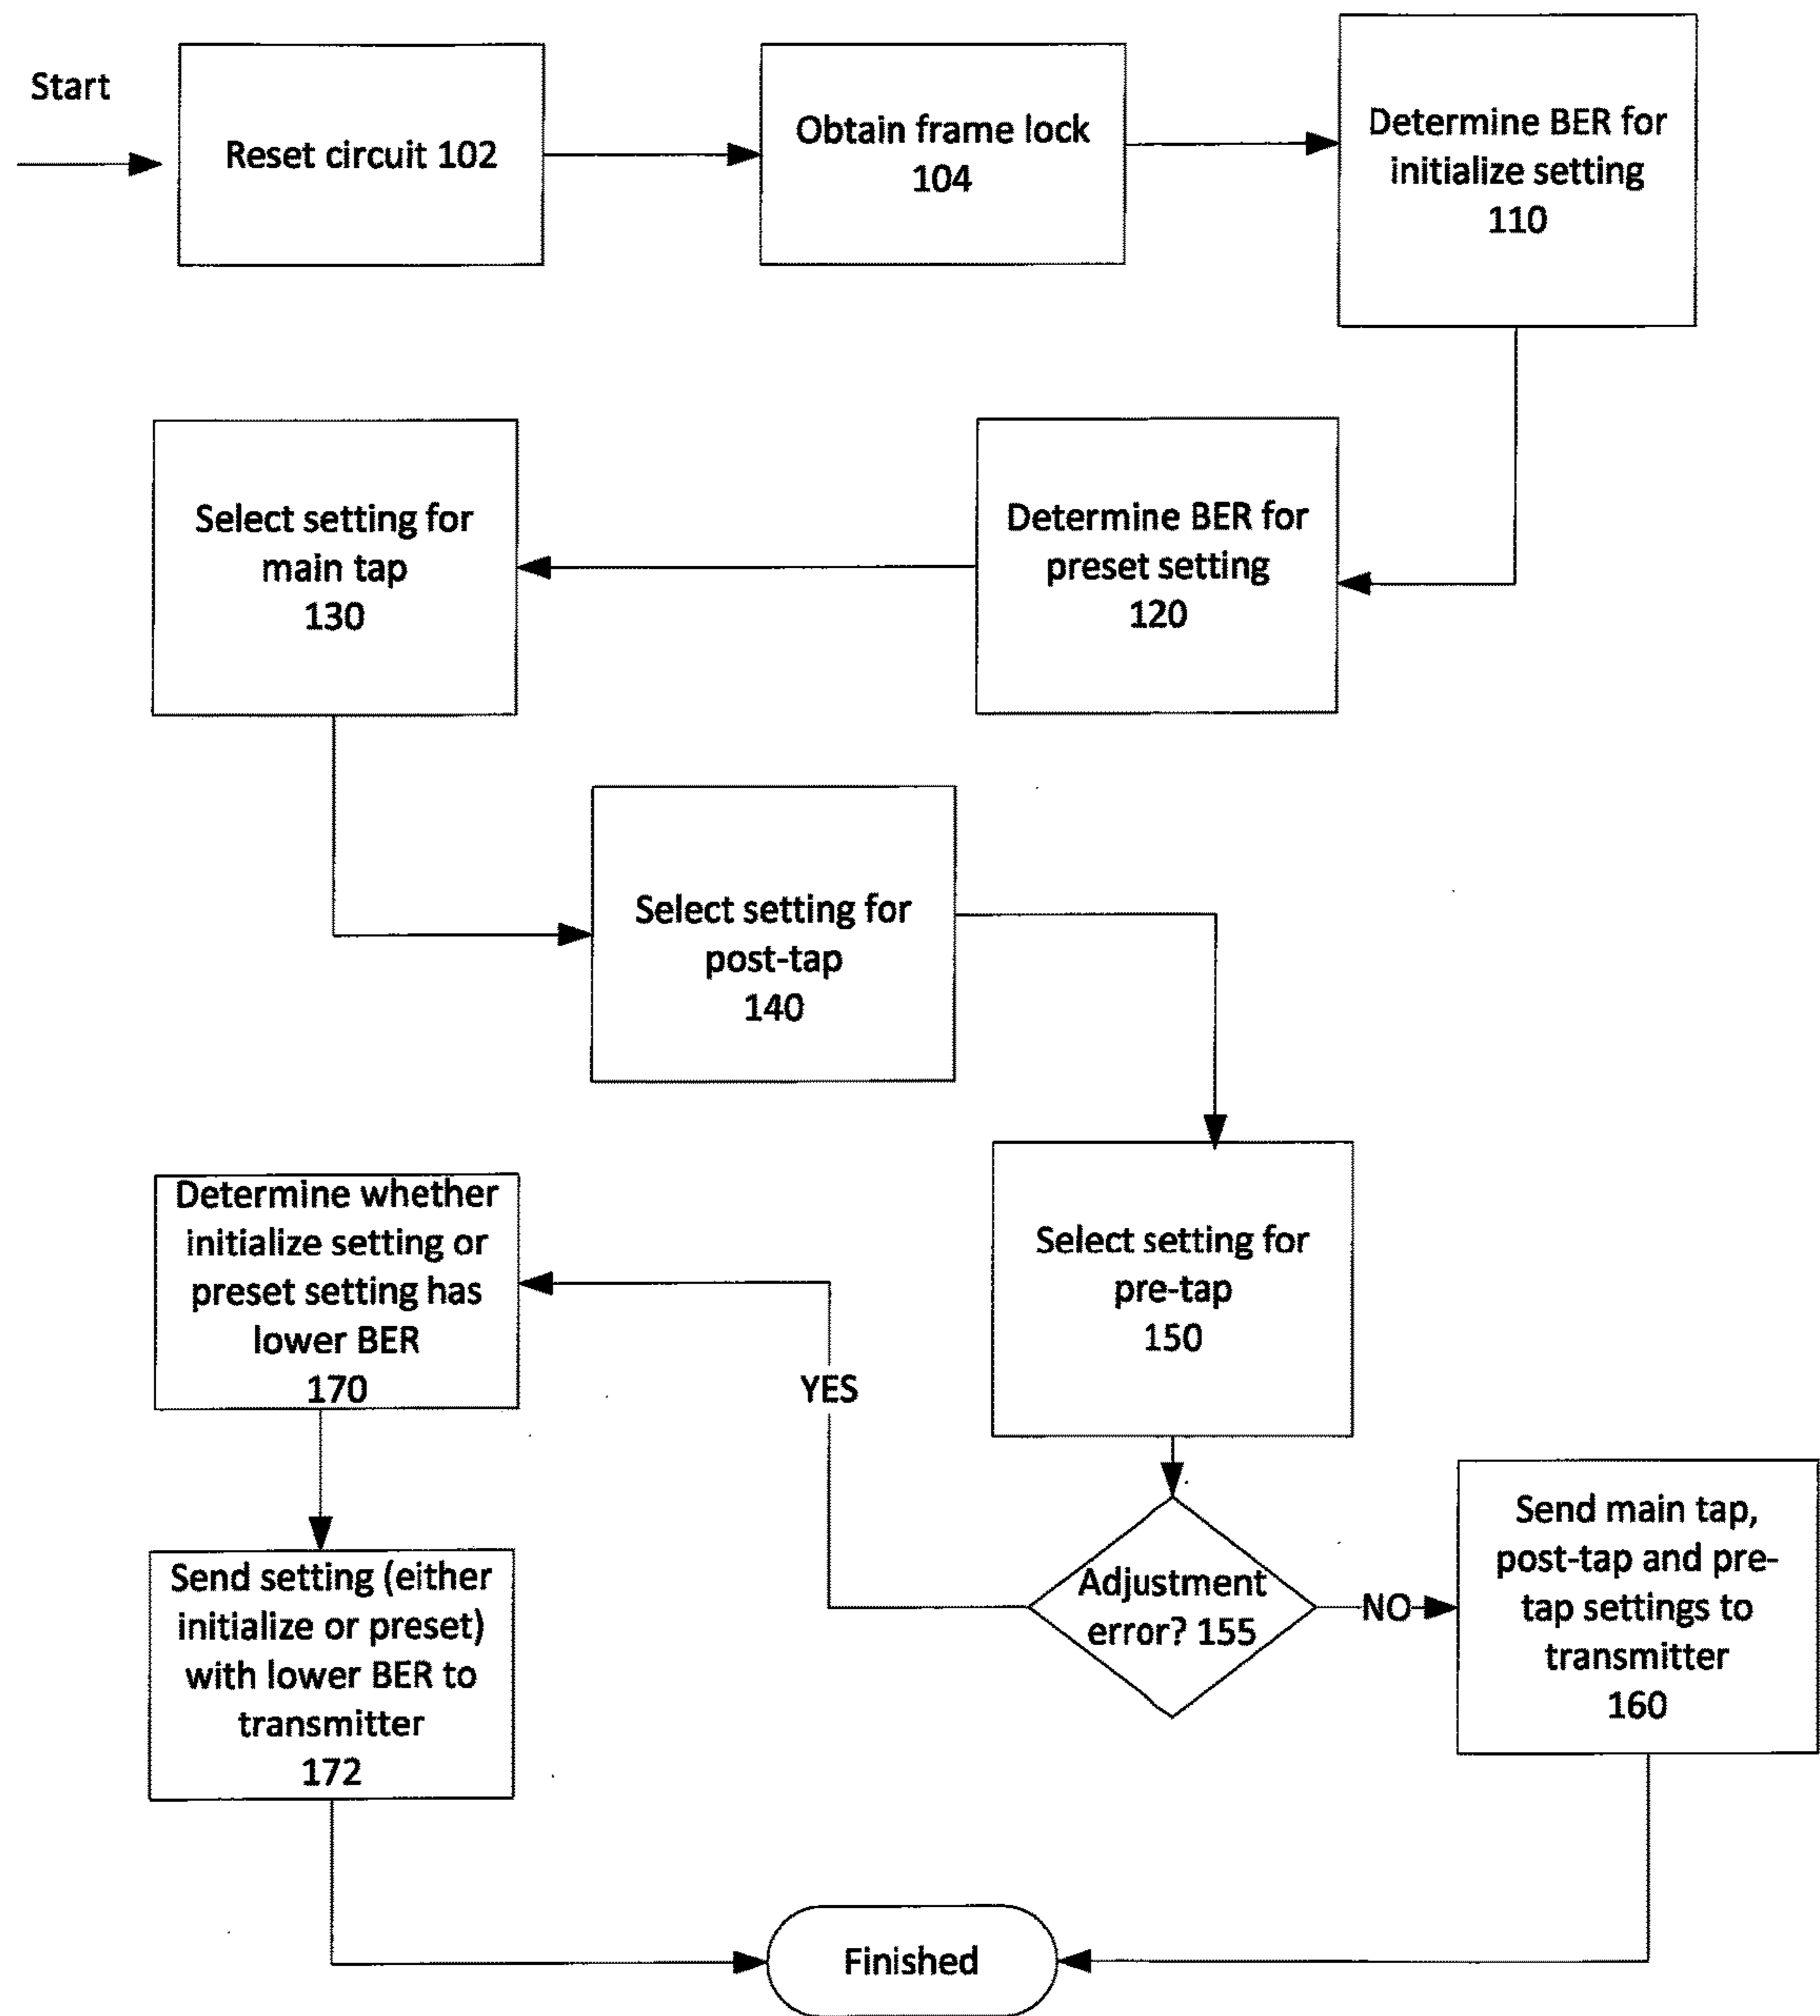 Start
Reset circuit 102
Obtain frame lock
104
Determine BER for
initialize setting
110
Determine BER for
preset setting
120
Select setting for
main tap
130
Select setting for
post-tap
140
Select setting for
pre-tap
150
Adjustment
error? 155
YES
NO
Determine whether
initialize setting or
preset setting has
lower BER
170
Send setting (either
initialize or preset)
with lower BER to
transmitter
172
Send main tap,
post-tap and pre-
tap settings to
transmitter
160
Finished